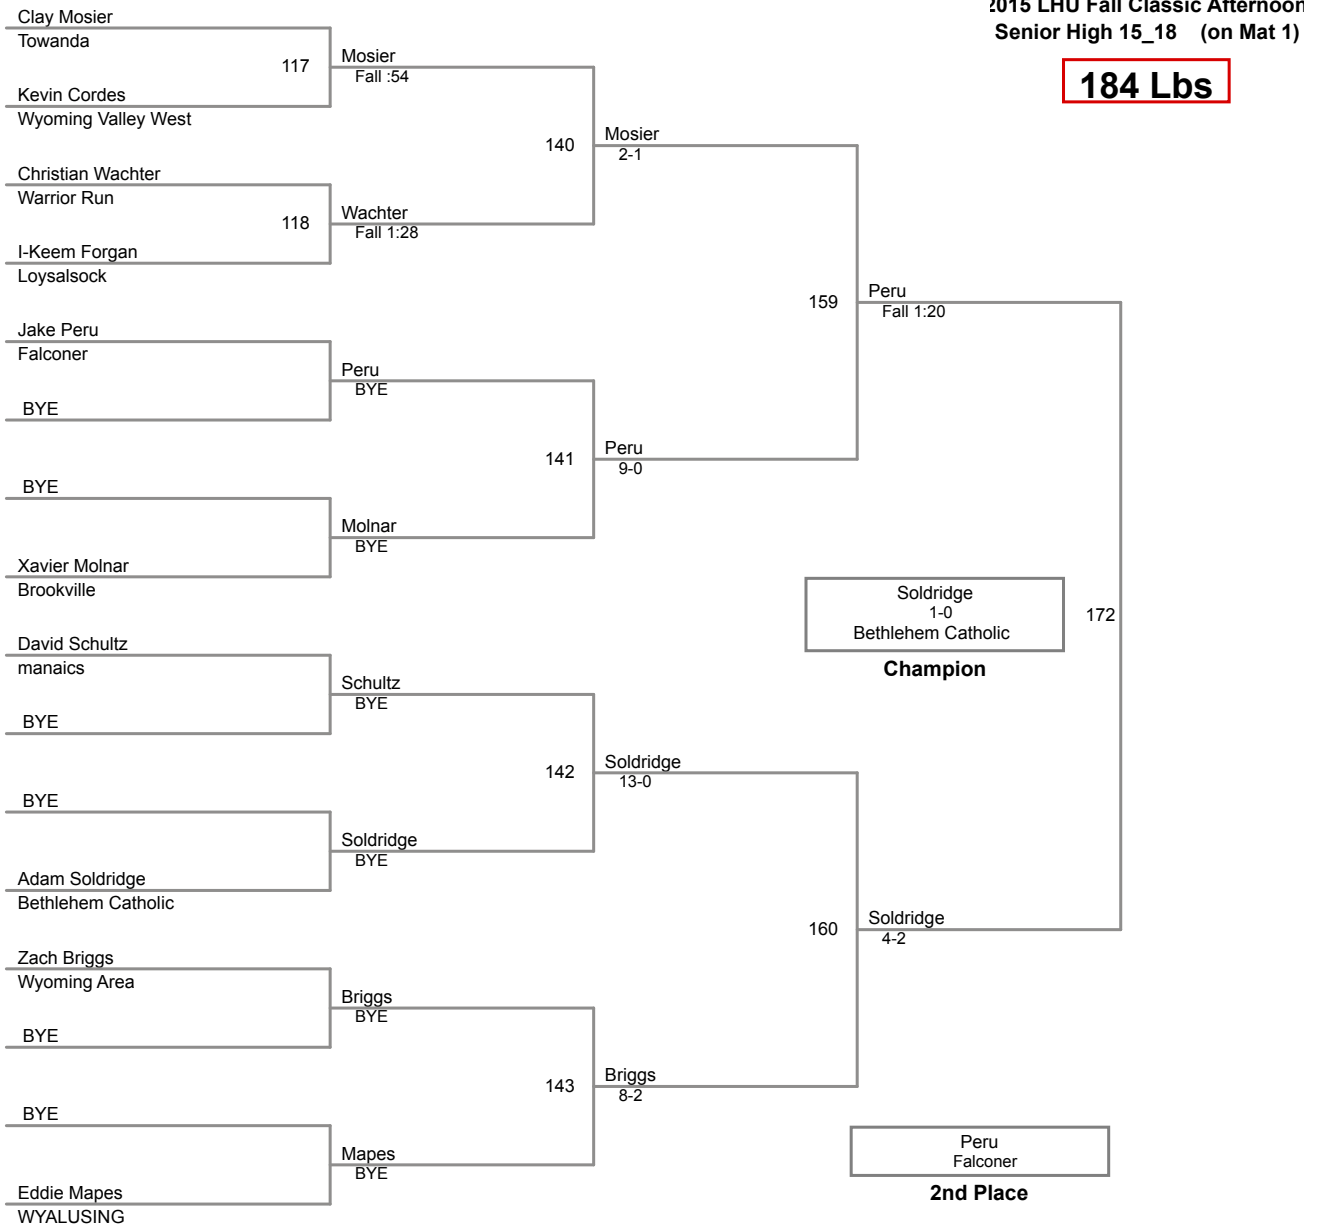 2015 LHU Fall Classic Afternoon
Senior High 15_18 (on Mat 1)
184 Lbs
Clay Mosier
Towanda
117
Mosier
Fall :54
Kevin Cordes
Wyoming Valley West
140
Mosier
2-1
Christian Wachter
Warrior Run
118
Wachter
Fall 1:28
I-Keem Forgan
Loysalsock
159
Peru
Fall 1:20
Jake Peru
Falconer
Peru
BYE
BYE
141
Peru
9-0
BYE
Molnar
BYE
Xavier Molnar
Brookville
Soldridge
1-0
Bethlehem Catholic
172
Champion
David Schultz
manaics
Schultz
BYE
BYE
142
Soldridge
13-0
BYE
Soldridge
BYE
Adam Soldridge
Bethlehem Catholic
160
Soldridge
4-2
Zach Briggs
Wyoming Area
Briggs
BYE
BYE
143
Briggs
8-2
BYE
Mapes
BYE
Eddie Mapes
WYALUSING
Peru
Falconer
2nd Place